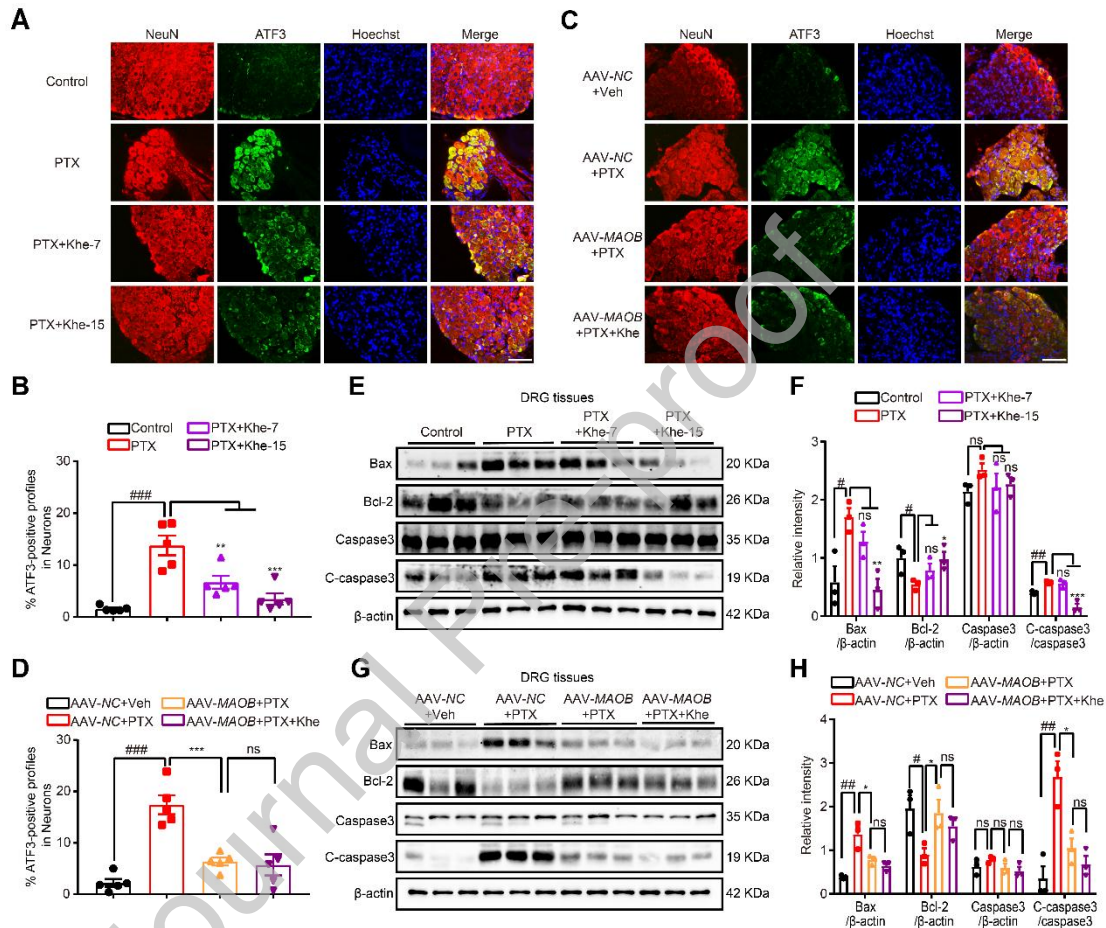 A
NeuN ATF3 Hoechst Merge
Control
PTX
PTX+Khe-7
PTX+Khe-15
C
NeuN ATF3 Hoechst Merge
AAV-NC
+Veh
AAV-NC
+PTX
AAV-MAOB
+PTX
AAV-MAOB
+PTX+Khe
B
Control PTX+Khe-7
PTX PTX+Khe-15
% ATF3-positive profiles
in Neurons
30
20
10
0
###
**
***
E
DRG tissues
Control PTX PTX
+Khe-7 PTX
+Khe-15
Bax 20 KDa
Bcl-2 26 KDa
Caspase3 35 KDa
C-caspase3 19 KDa
β-actin 42 KDa
F
Control PTX+Khe-7
PTX PTX+Khe-15
Relative intensity
3
2
1
0
# ns **
# ns *
ns ns ns
## ns ***
Bax
/β-actin
Bcl-2
/β-actin
Caspase3
/β-actin
C-caspase3
/caspase3
D
AAV-NC+Veh AAV-MAOB+PTX
AAV-NC+PTX AAV-MAOB+PTX+Khe
% ATF3-positive profiles
in Neurons
30
20
10
0
### *** ns
G
DRG tissues
AAV-NC
+Veh
AAV-NC
+PTX
AAV-MAOB
+PTX
AAV-MAOB
+PTX+Khe
Bax 20 KDa
Bcl-2 26 KDa
Caspase3 35 KDa
C-caspase3 19 KDa
β-actin 42 KDa
H
AAV-NC+Veh AAV-MAOB+PTX
AAV-NC+PTX AAV-MAOB+PTX+Khe
Relative intensity
4
3
2
1
0
## * ns
# * ns
ns ns ns
## * ns
Bax
/β-actin
Bcl-2
/β-actin
Caspase3
/β-actin
C-caspase3
/caspase3
Journal Pre-proof